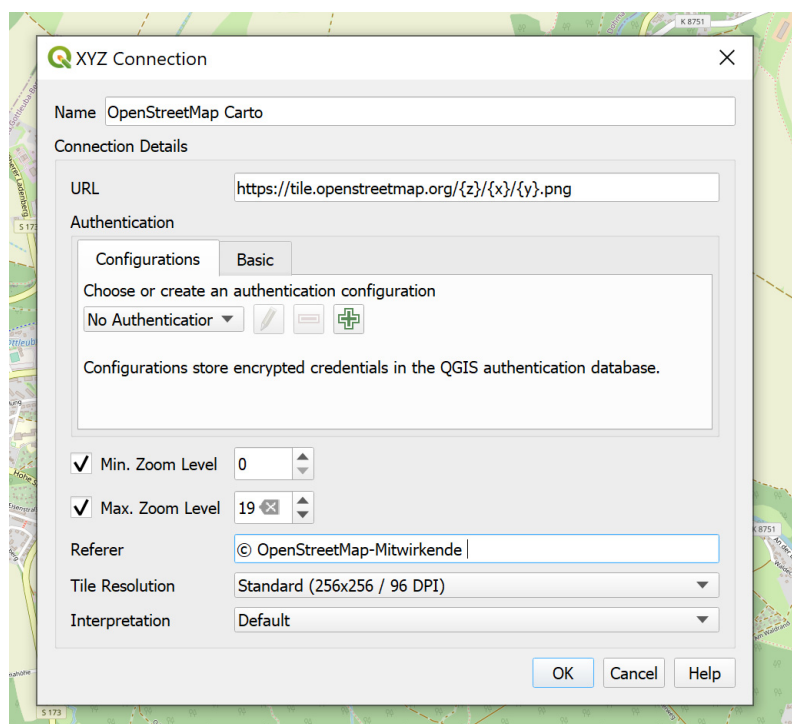 K 8751
XYZ Connection
Name OpenStreetMap Carto
Connection Details
URL https://tile.openstreetmap.org/{z}/{x}/{y}.png
Authentication
Configurations Basic
Choose or create an authentication configuration
No Authentication
Configurations store encrypted credentials in the QGIS authentication database.
Min. Zoom Level 0
Max. Zoom Level 19
Referer © OpenStreetMap-Mitwirkende
Tile Resolution Standard (256x256 / 96 DPI)
Interpretation Default
OK Cancel Help
S 173
K 8751
S 173